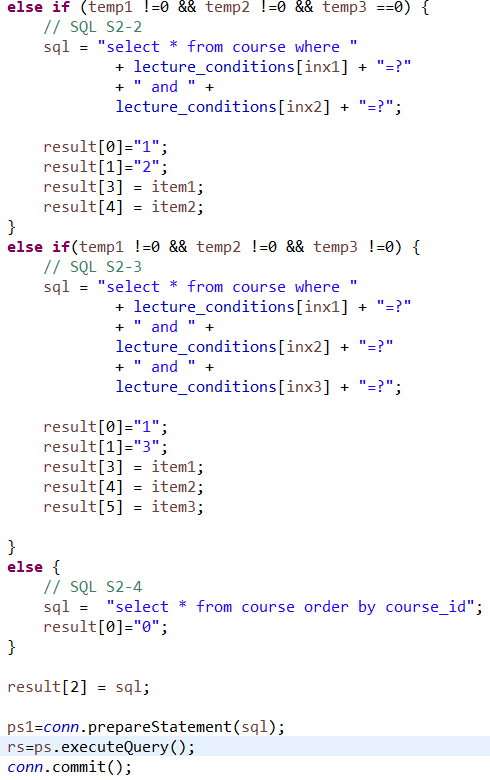 else if (temp1 !=0 && temp2 !=0 && temp3 ==0) {
// SQL S2-2
sql = "select * from course where "
+ lecture_conditions[inx1] + "=?"
+ " and " +
lecture_conditions[inx2] + "=?";
result[0]="1";
result[1]="2";
result[3] = item1;
result[4] = item2;
}
else if(temp1 !=0 && temp2 !=0 && temp3 !=0) {
// SQL S2-3
sql = "select * from course where "
+ lecture_conditions[inx1] + "=?"
+ " and " +
lecture_conditions[inx2] + "=?"
+ " and " +
lecture_conditions[inx3] + "=?";
result[0]="1";
result[1]="3";
result[3] = item1;
result[4] = item2;
result[5] = item3;
}
else {
// SQL S2-4
sql =  "select * from course order by course_id";
result[0]="0";
}
result[2] = sql;
ps1=conn.prepareStatement(sql);
rs=ps.executeQuery();
conn.commit();